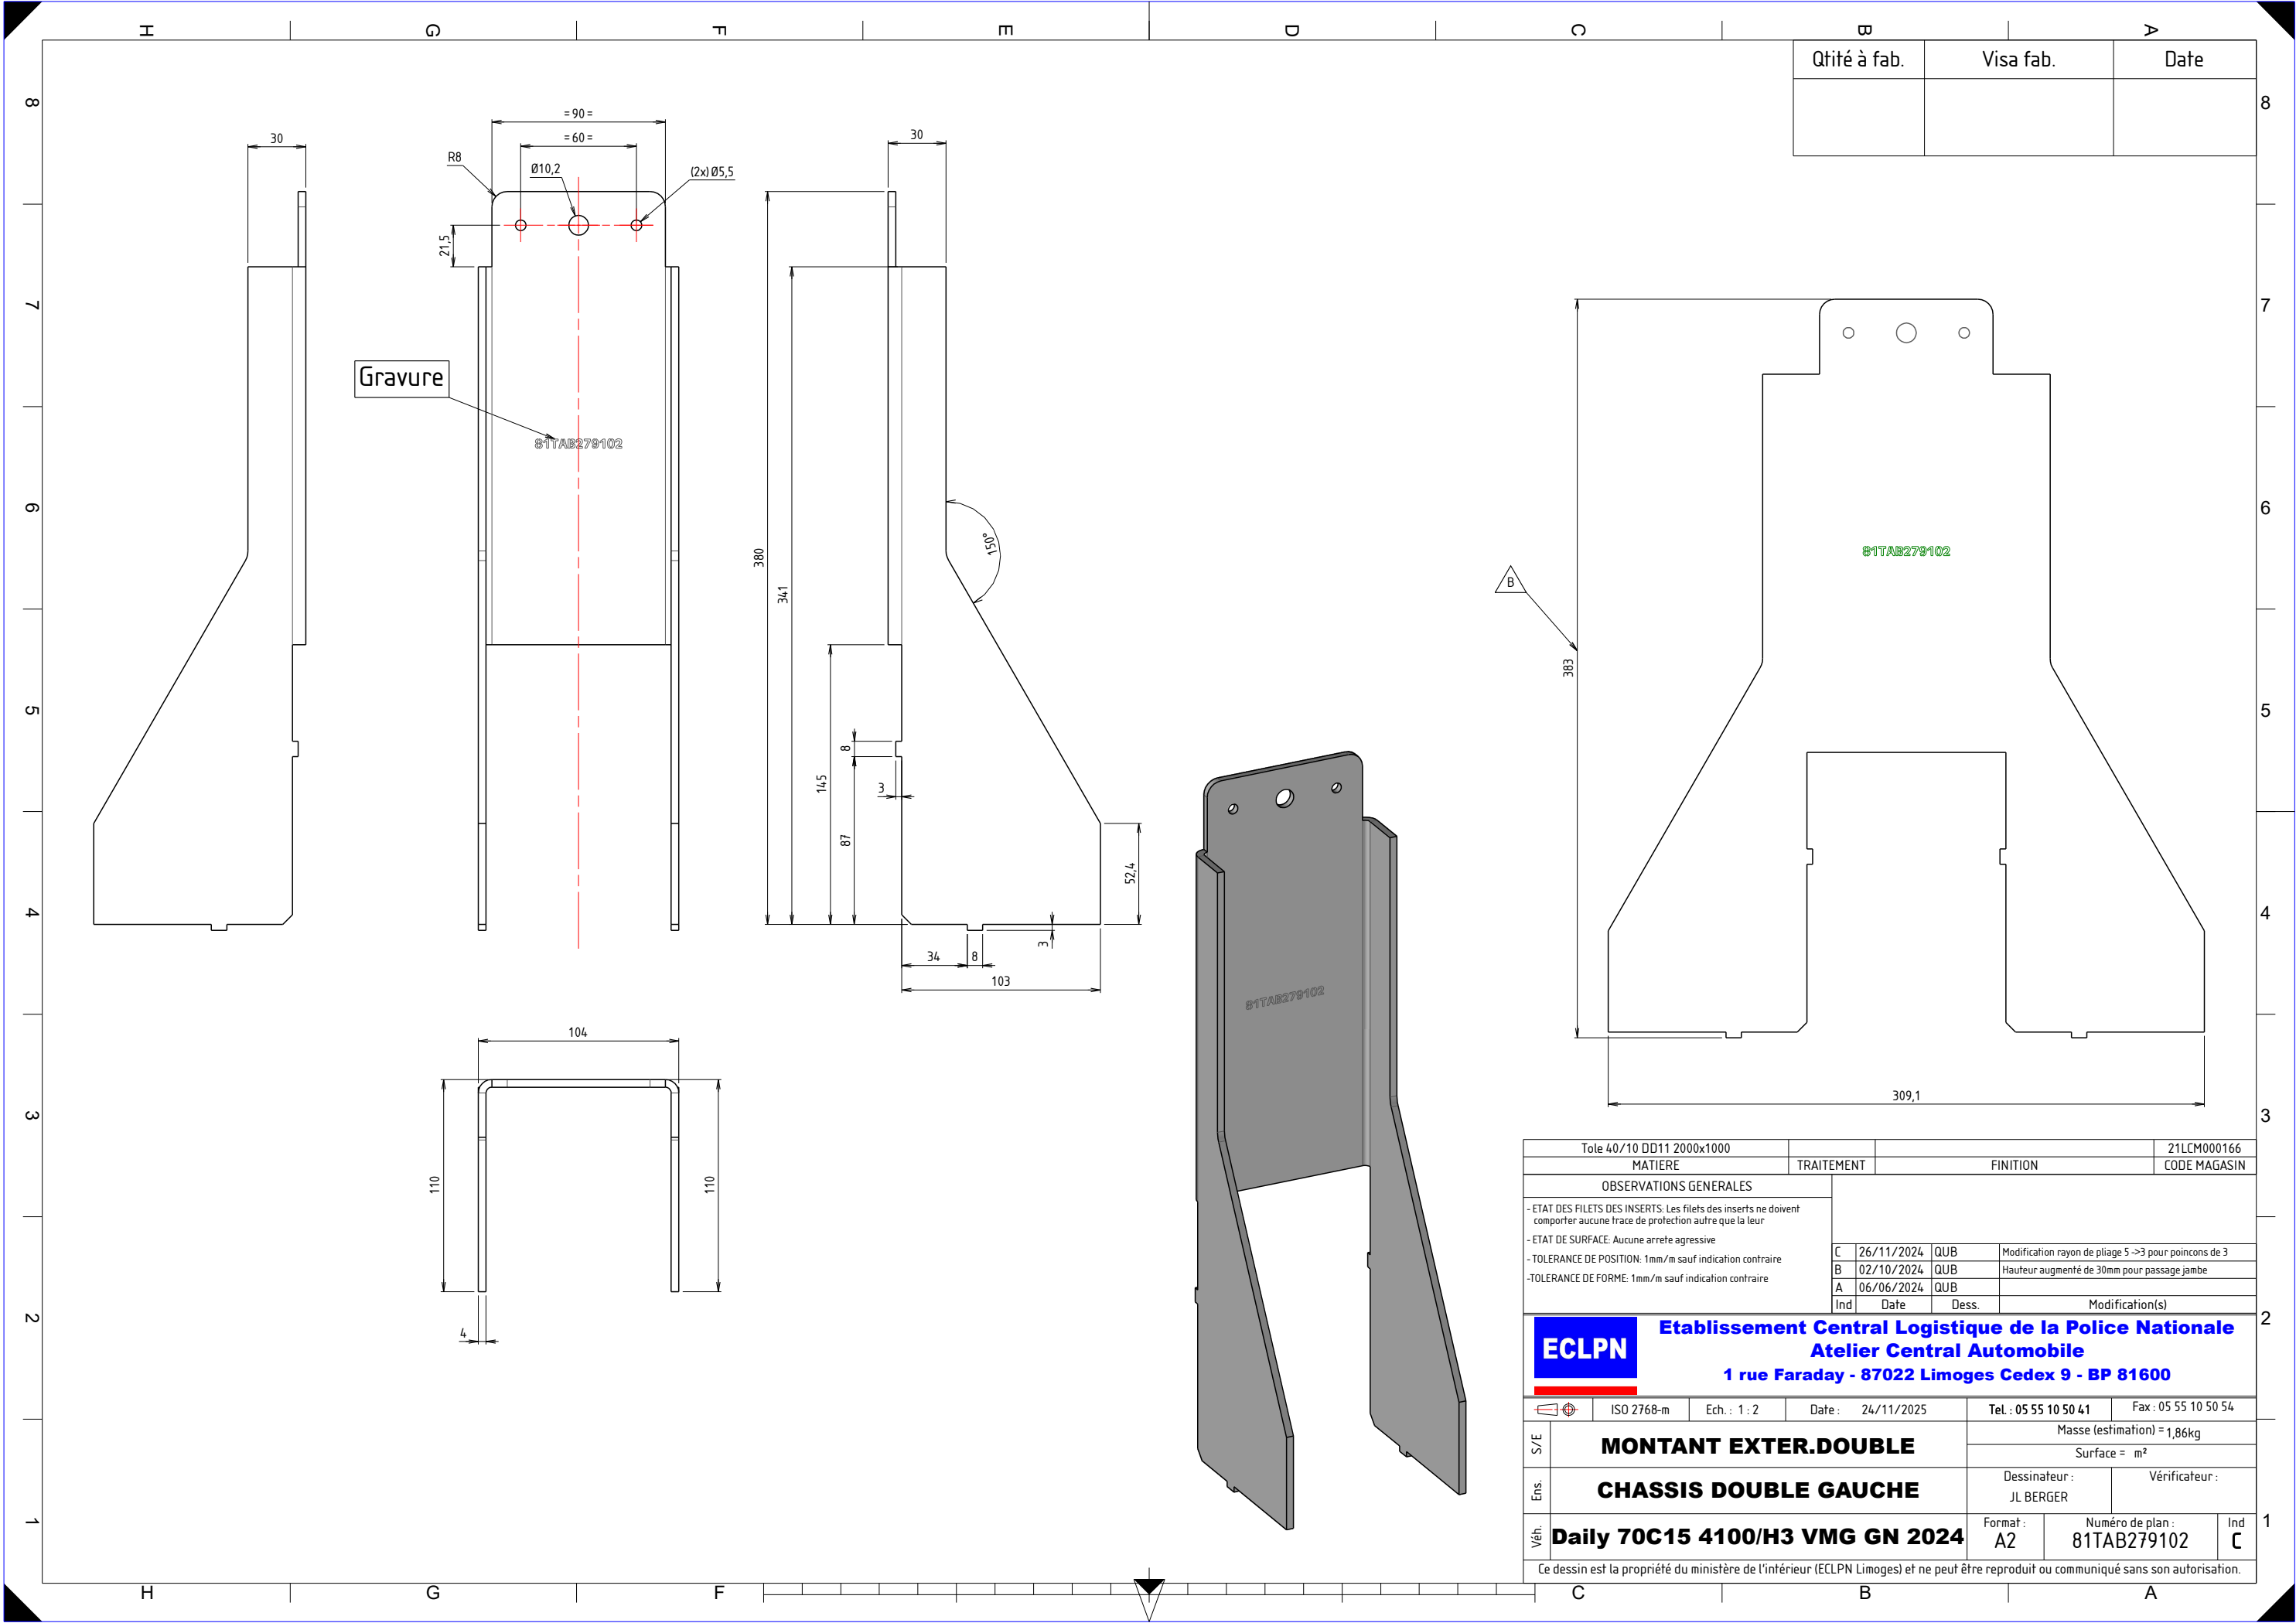 H G F E D C B A
Qtité à fab. Visa fab. Date
8 8
7 7
6 6
5 5
4 4
3 3
2 2
1 1
30
= 90 =
= 60 =
R8
Ø10,2
(2x) Ø5,5
21,5
Gravure
81TAB279102
30
380
341
150°
145
8
3
87
52,4
34
8
3
103
104
110
110
4
81TAB279102
81TAB279102
B
383
309,1
Tole 40/10 DD11 2000x1000 21LCM000166
MATIERE TRAITEMENT FINITION CODE MAGASIN
OBSERVATIONS GENERALES
- ETAT DES FILETS DES INSERTS: Les filets des inserts ne doivent
comporter aucune trace de protection autre que la leur
- ETAT DE SURFACE: Aucune arrete agressive
- TOLERANCE DE POSITION: 1mm/m sauf indication contraire
-TOLERANCE DE FORME: 1mm/m sauf indication contraire
C 26/11/2024 QUB Modification rayon de pliage 5 ->3 pour poincons de 3
B 02/10/2024 QUB Hauteur augmenté de 30mm pour passage jambe
A 06/06/2024 QUB
Ind Date Dess. Modification(s)
ECLPN
Etablissement Central Logistique de la Police Nationale
Atelier Central Automobile
1 rue Faraday - 87022 Limoges Cedex 9 - BP 81600
ISO 2768-m Ech. : 1 : 2 Date : 24/11/2025 Tel. : 05 55 10 50 41 Fax : 05 55 10 50 54
S/E MONTANT EXTER.DOUBLE
Masse (estimation) = 1,86kg
Surface = m²
Ens. CHASSIS DOUBLE GAUCHE
Dessinateur : Vérificateur :
JL BERGER
Véh. Daily 70C15 4100/H3 VMG GN 2024
Format : Numéro de plan : Ind
A2 81TAB279102 C
Ce dessin est la propriété du ministère de l'intérieur (ECLPN Limoges) et ne peut être reproduit ou communiqué sans son autorisation.
H G F C B A